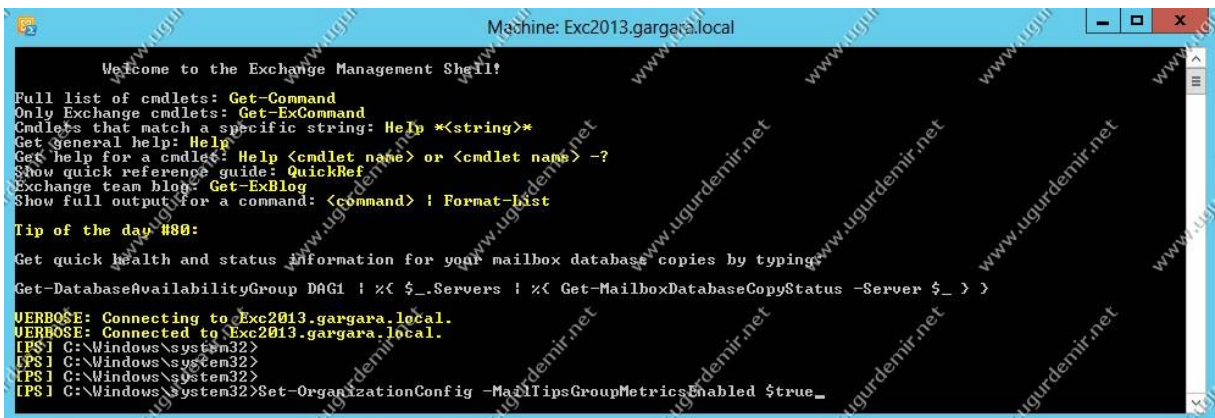 Machine: Exc2013.gargara.local
Welcome to the Exchange Management Shell!
Full list of cmdlets: Get-Command
Only Exchange cmdlets: Get-ExCommand
Cmdlets that match a specific string: Help *<string>*
Get general help: Help
Get help for a cmdlet: Help <cmdlet name> or <cmdlet name> -?
Show quick reference guide: QuickRef
Exchange team blog: Get-ExBlog
Show full output for a command: <command> | Format-List
Tip of the day #80:
Get quick health and status information for your mailbox database copies by typing:
Get-DatabaseAvailabilityGroup DAG1 | %{ $_.Servers | %{ Get-MailboxDatabaseCopyStatus -Server $_ } }
VERBOSE: Connecting to Exc2013.gargara.local.
VERBOSE: Connected to Exc2013.gargara.local.
[PS] C:\Windows\system32>
[PS] C:\Windows\system32>
[PS] C:\Windows\system32>
[PS] C:\Windows\system32>Set-OrganizationConfig -MailTipsGroupMetricsEnabled $true_
www.ugurdemir.net